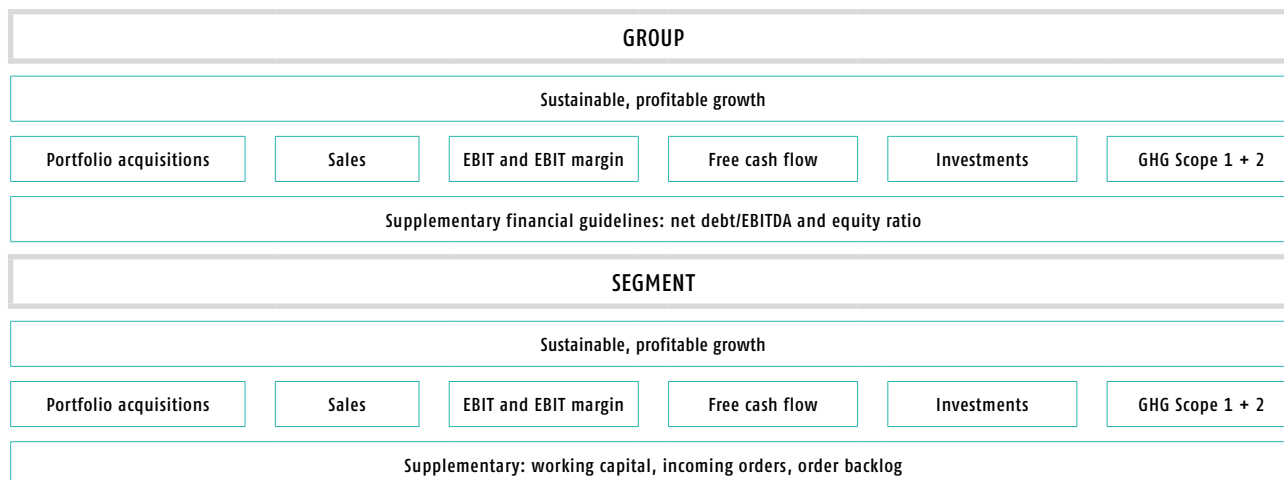 GROUP
Sustainable, profitable growth
Portfolio acquisitions
Sales
EBIT and EBIT margin
Free cash flow
Investments
GHG Scope 1 + 2
Supplementary financial guidelines: net debt/EBITDA and equity ratio
SEGMENT
Sustainable, profitable growth
Portfolio acquisitions
Sales
EBIT and EBIT margin
Free cash flow
Investments
GHG Scope 1 + 2
Supplementary: working capital, incoming orders, order backlog